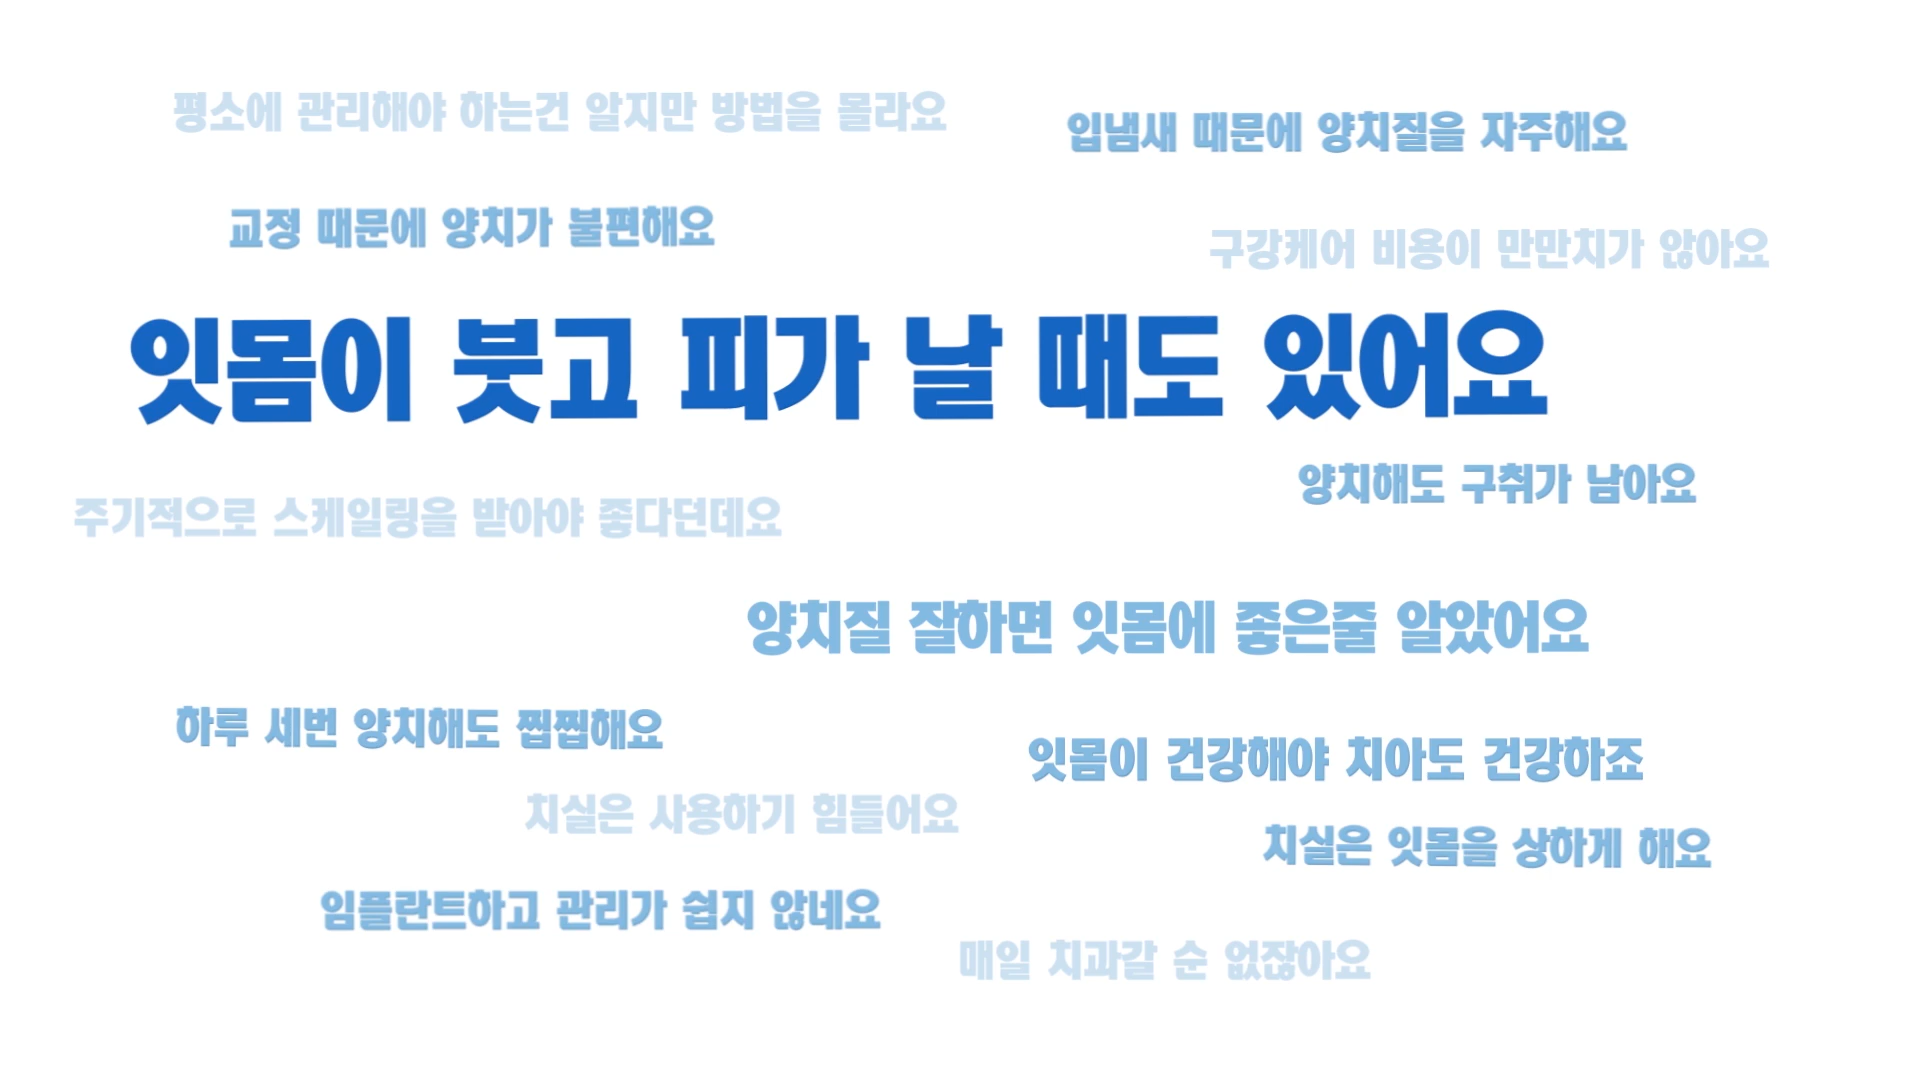 평소에 관리해야 하는건 알지만 방법을 몰라요
입냄새 때문에 양치질을 자주해요
교정 때문에 양치가 불편해요
구강케어 비용이 만만치가 않아요
잇몸이 붓고 피가 날 때도 있어요
양치해도 구취가 남아요
주기적으로 스케일링을 받아야 좋다던데요
양치질 잘하면 잇몸에 좋은줄 알았어요
하루 세번 양치해도 찝찝해요
잇몸이 건강해야 치아도 건강하죠
치실은 사용하기 힘들어요
치실은 잇몸을 상하게 해요
임플란트하고 관리가 쉽지 않네요
매일 치과갈 순 없잖아요